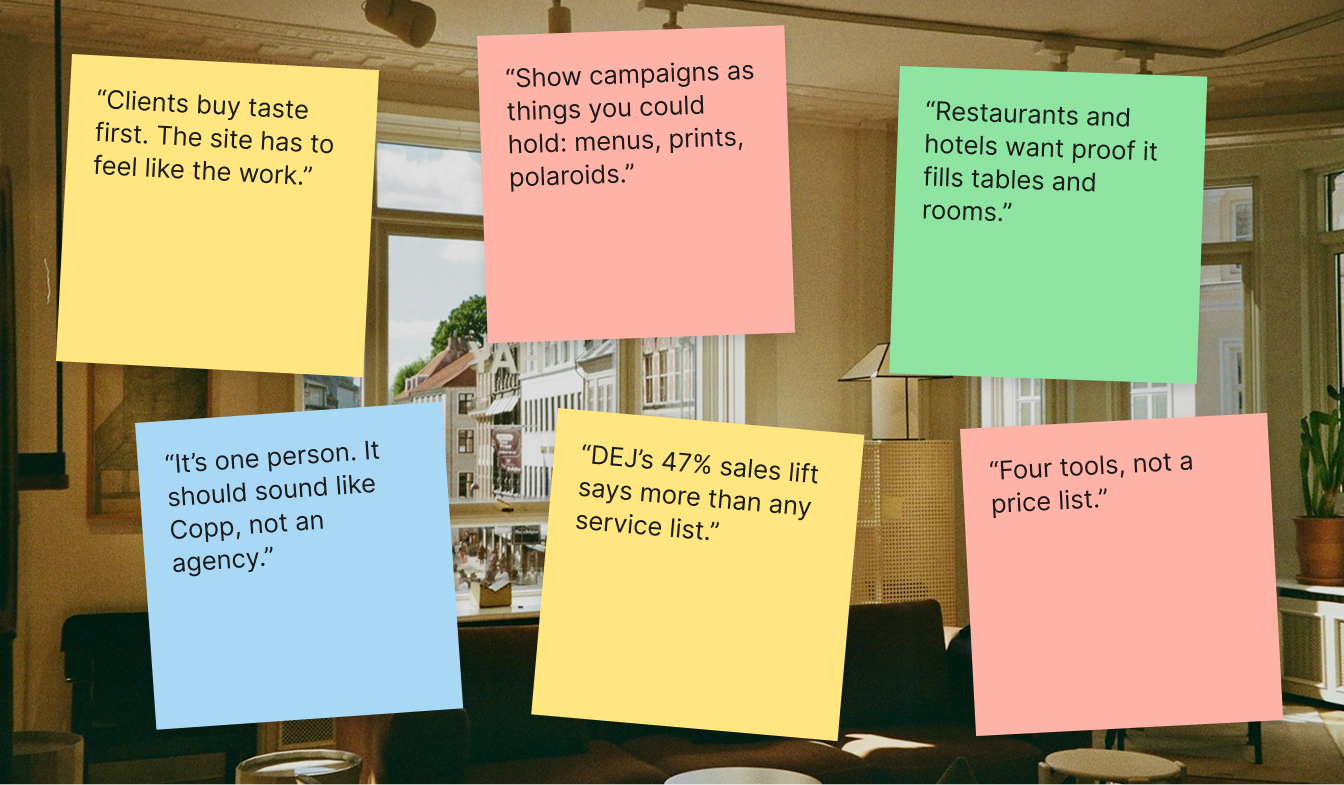 “Clients buy taste
first. The site has to
feel like the work.”
“Show campaigns as
things you could
hold: menus, prints,
polaroids.”
“Restaurants and
hotels want proof it
fills tables and
rooms.”
“It’s one person. It
should sound like
Copp, not an
agency.”
“DEJ’s 47% sales lift
says more than any
service list.”
“Four tools, not a
price list.”